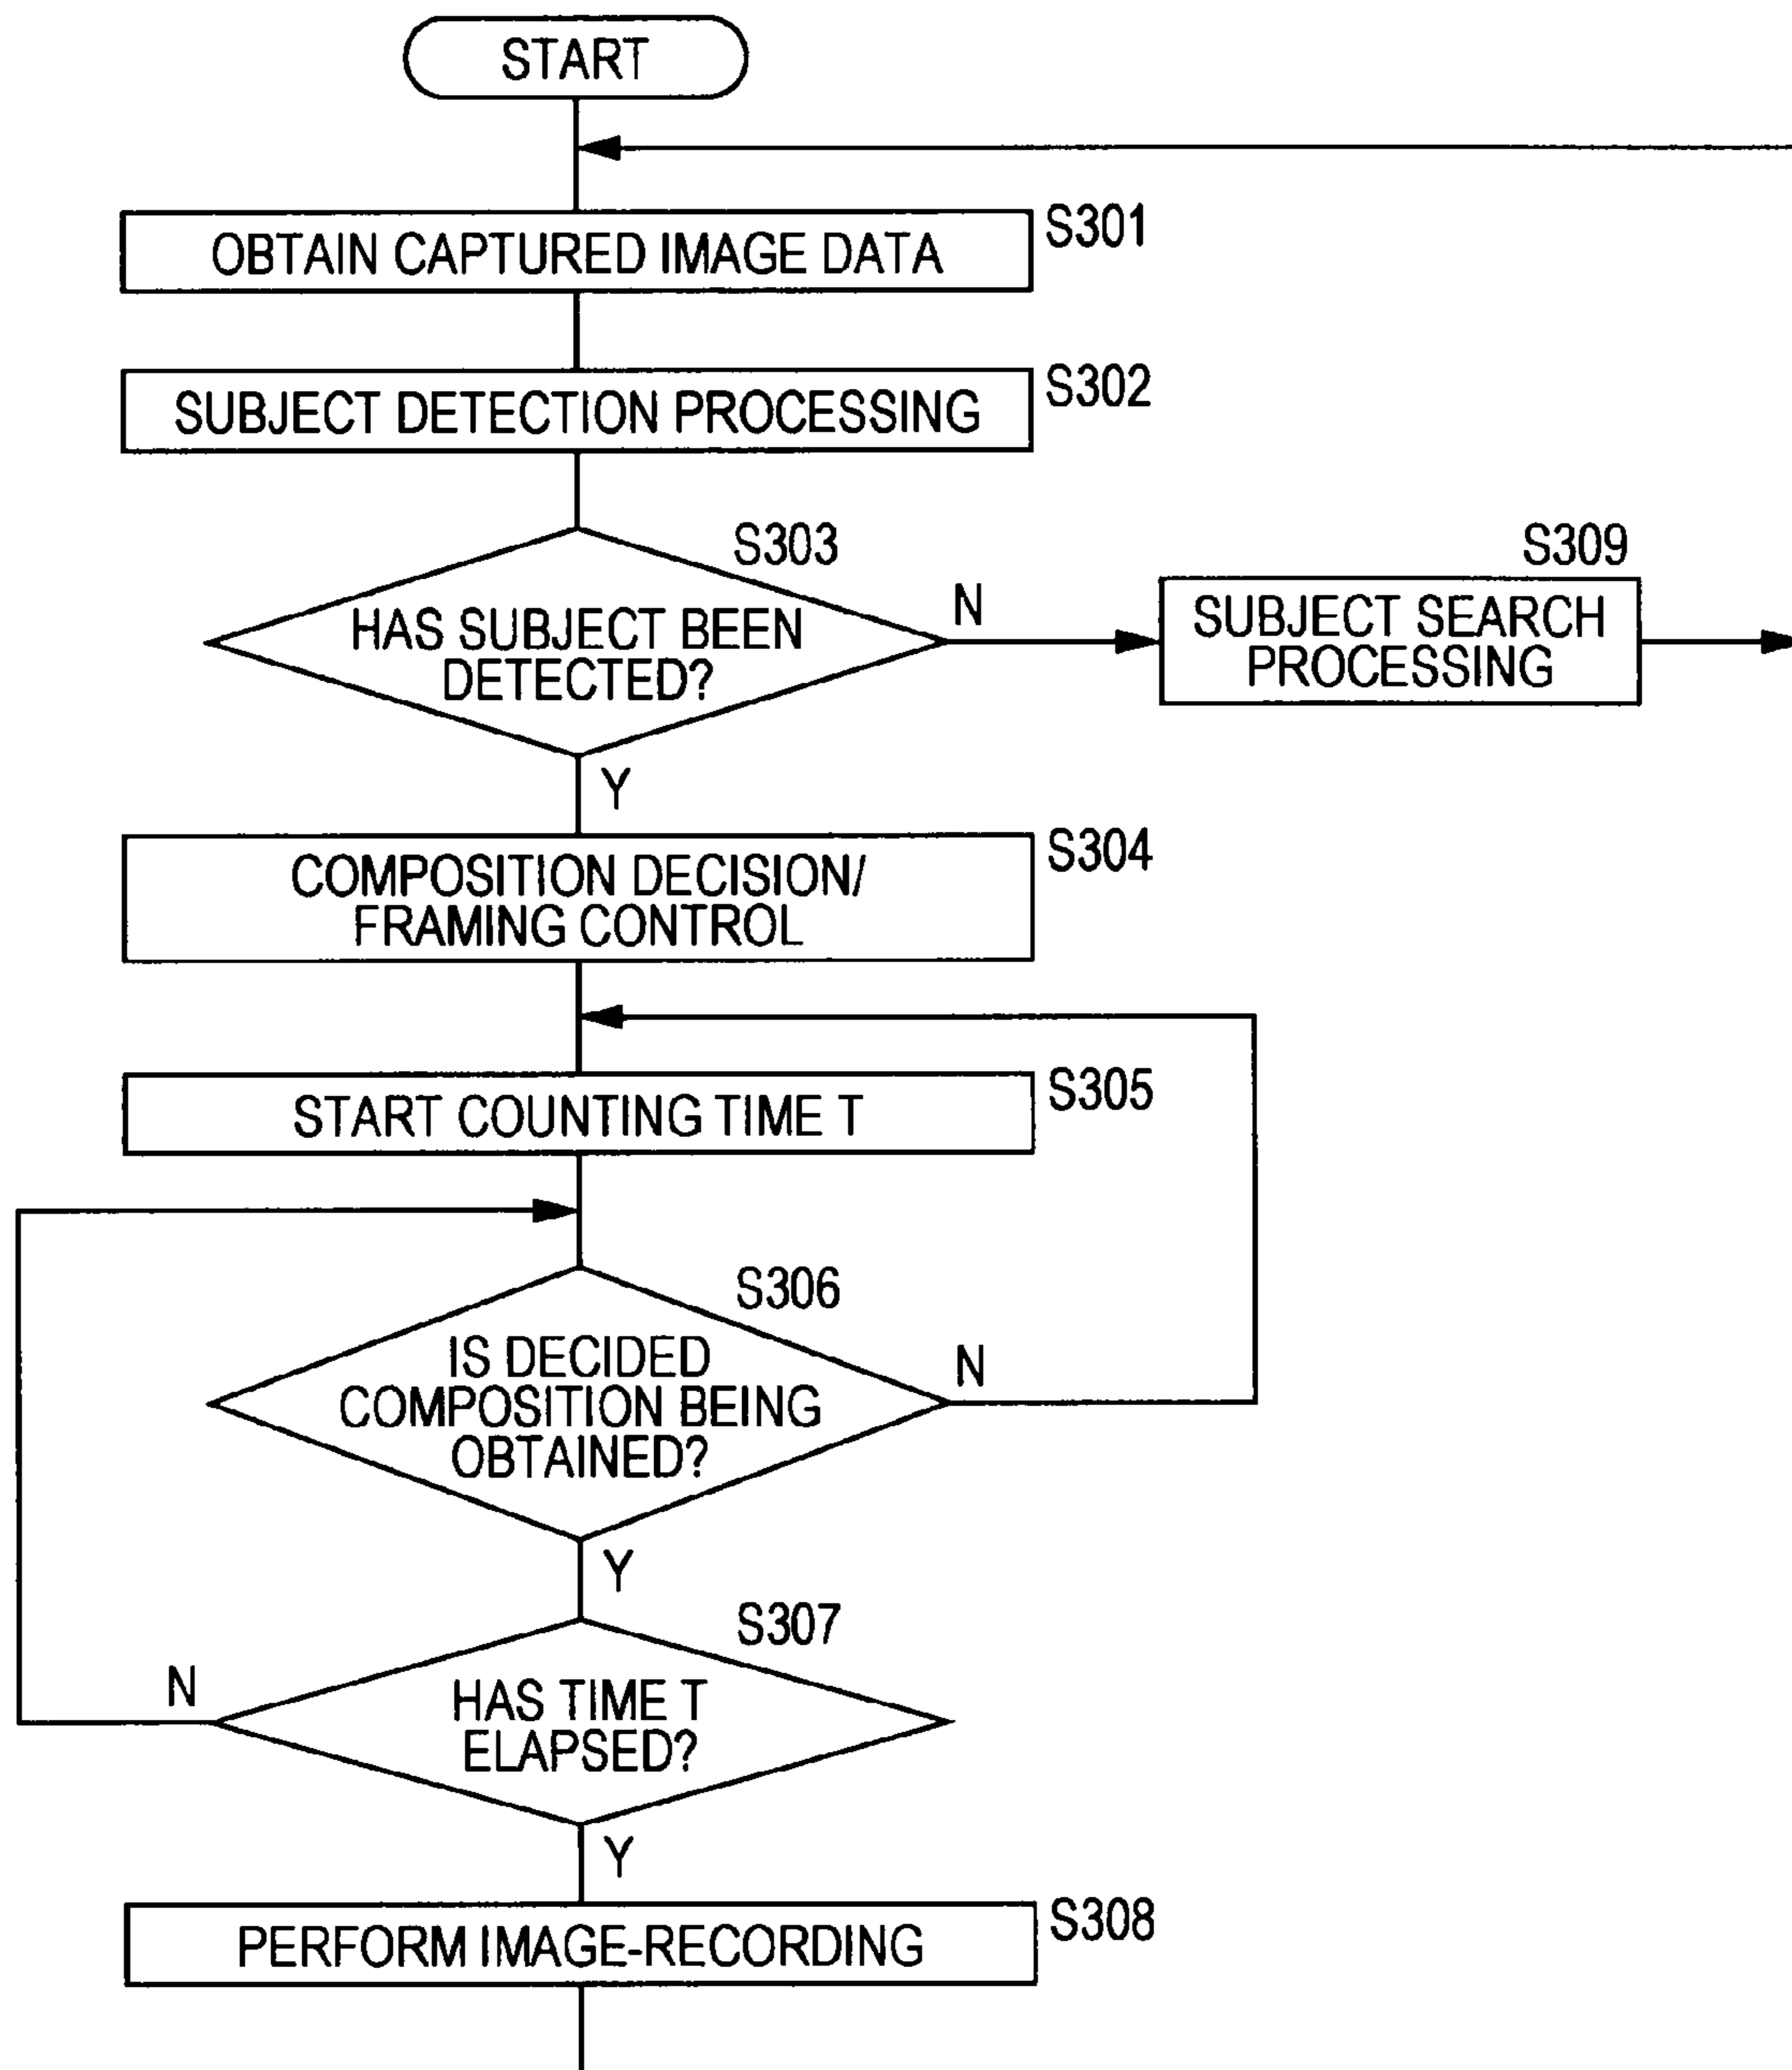 START
OBTAIN CAPTURED IMAGE DATA
S301
SUBJECT DETECTION PROCESSING
S302
S303
HAS SUBJECT BEEN
DETECTED?
N
S309
SUBJECT SEARCH
PROCESSING
Y
COMPOSITION DECISION/
FRAMING CONTROL
S304
START COUNTING TIME T
S305
S306
IS DECIDED
COMPOSITION BEING
OBTAINED?
N
Y
S307
HAS TIME T
ELAPSED?
N
Y
PERFORM IMAGE-RECORDING
S308